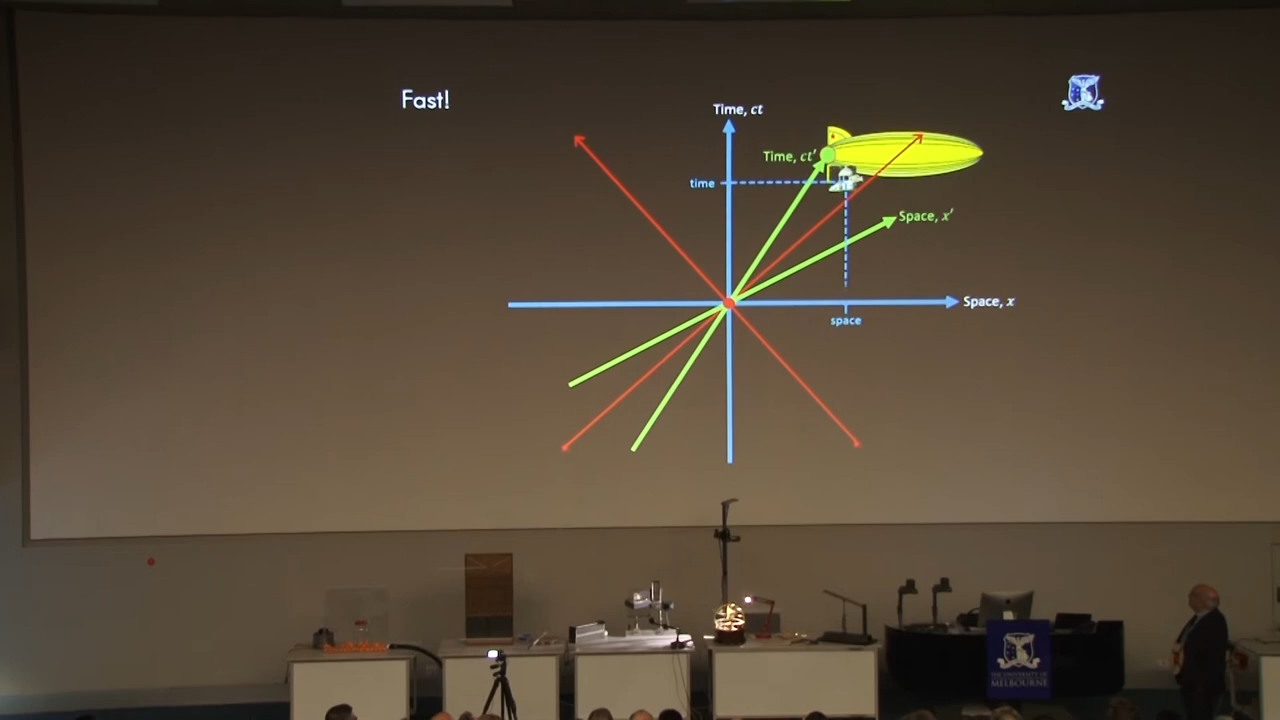 Fast!
Time, ct
Time, ct′
time
Space, x′
Space, x
space
THE UNIVERSITY OF
MELBOURNE